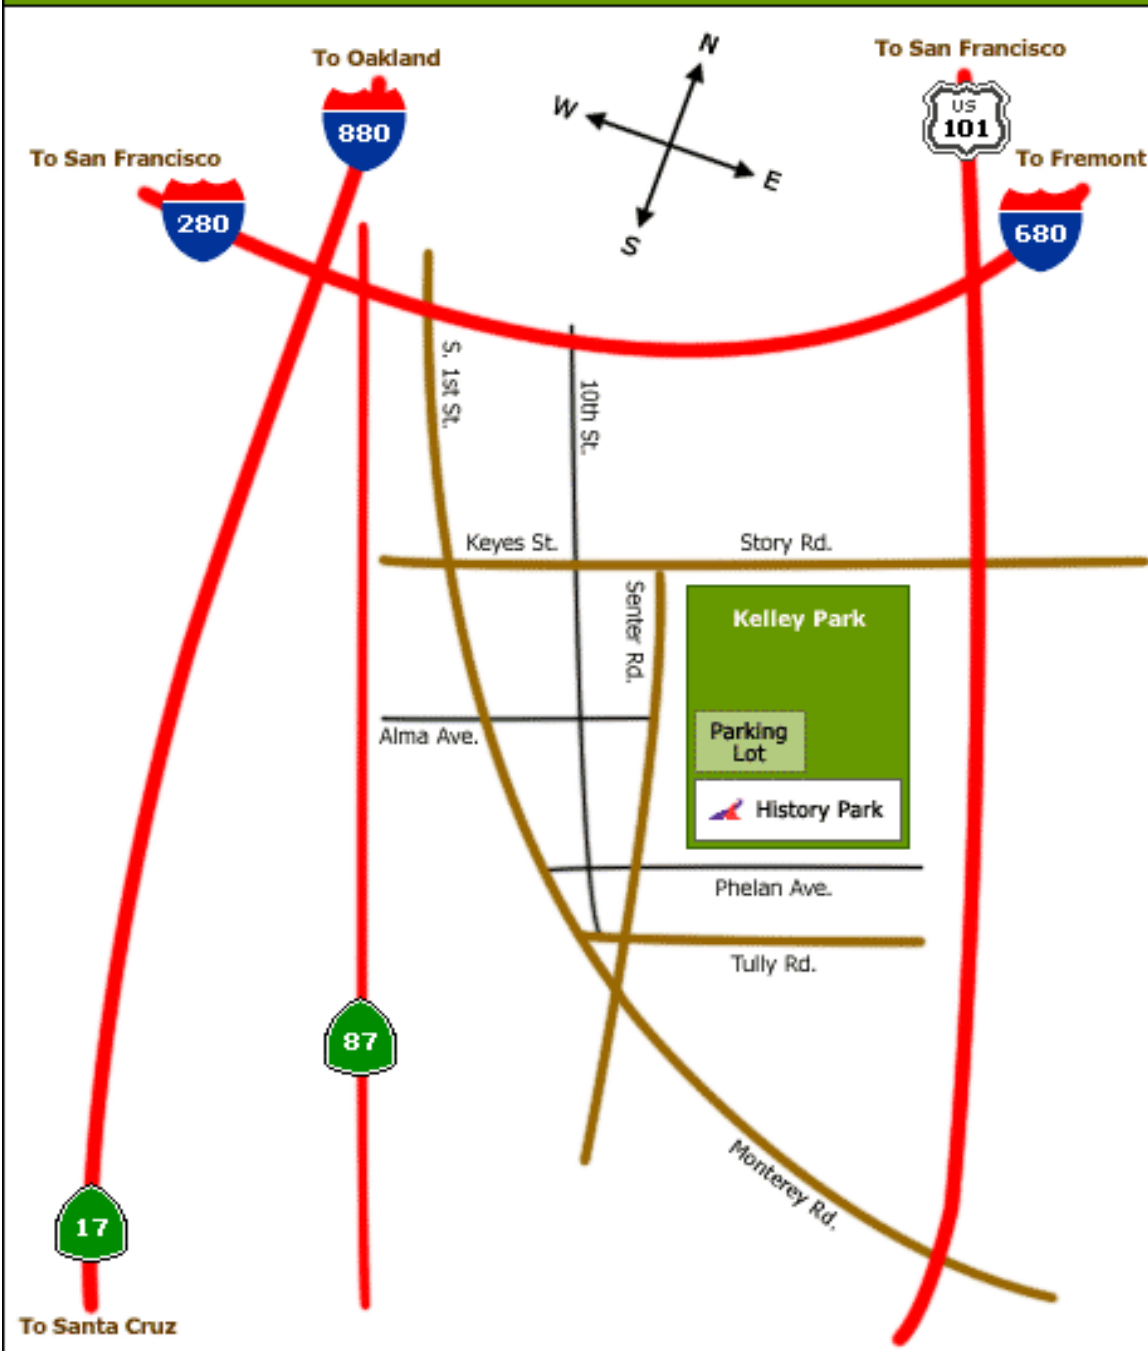 To Oakland
N
To San Francisco
880
W
US
101
To San Francisco
To Fremont
E
280
680
S
S. 1st St.
10th St.
Keyes St.
Story Rd.
Senter Rd.
Kelley Park
Alma Ave.
Parking
Lot
History Park
Phelan Ave.
Tully Rd.
87
Monterey Rd.
17
To Santa Cruz